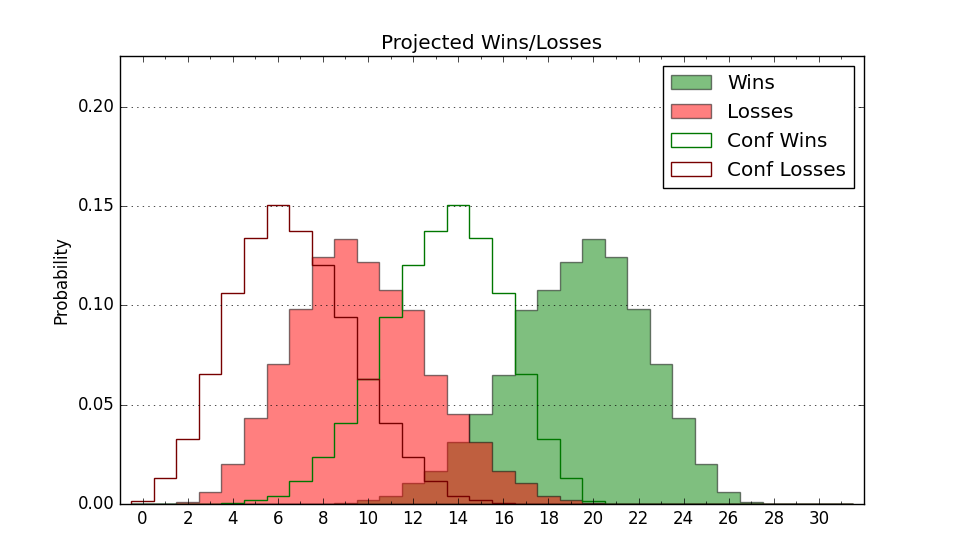 Projected Wins/Losses
Wins
Losses
Conf Wins
Conf Losses
Probability
0.20
0.15
0.10
0.05
0.00
0 2 4 6 8 10 12 14 16 18 20 22 24 26 28 30